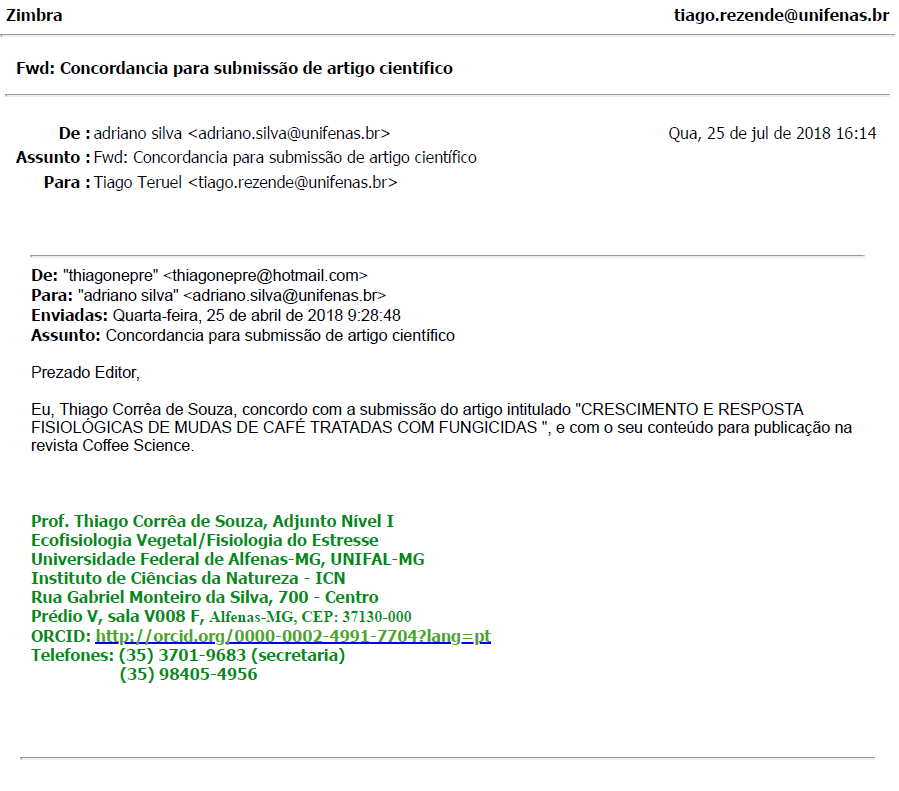 Zimbra tiago.rezende@unifenas.br
Fwd: Concordancia para submissão de artigo científico
De : adriano silva <adriano.silva@unifenas.br> Qua, 25 de jul de 2018 16:14
Assunto : Fwd: Concordancia para submissão de artigo científico
Para : Tiago Teruel <tiago.rezende@unifenas.br>
De: "thiagonepre" <thiagonepre@hotmail.com>
Para: "adriano silva" <adriano.silva@unifenas.br>
Enviadas: Quarta-feira, 25 de abril de 2018 9:28:48
Assunto: Concordancia para submissão de artigo científico
Prezado Editor,
Eu, Thiago Corrêa de Souza, concordo com a submissão do artigo intitulado "CRESCIMENTO E RESPOSTA
FISIOLÓGICAS DE MUDAS DE CAFÉ TRATADAS COM FUNGICIDAS ", e com o seu conteúdo para publicação na
revista Coffee Science.
Prof. Thiago Corrêa de Souza, Adjunto Nível I
Ecofisiologia Vegetal/Fisiologia do Estresse
Universidade Federal de Alfenas-MG, UNIFAL-MG
Instituto de Ciências da Natureza - ICN
Rua Gabriel Monteiro da Silva, 700 - Centro
Prédio V, sala V008 F, Alfenas-MG, CEP: 37130-000
ORCID: http://orcid.org/0000-0002-4991-7704?lang=pt
Telefones: (35) 3701-9683 (secretaria)
(35) 98405-4956